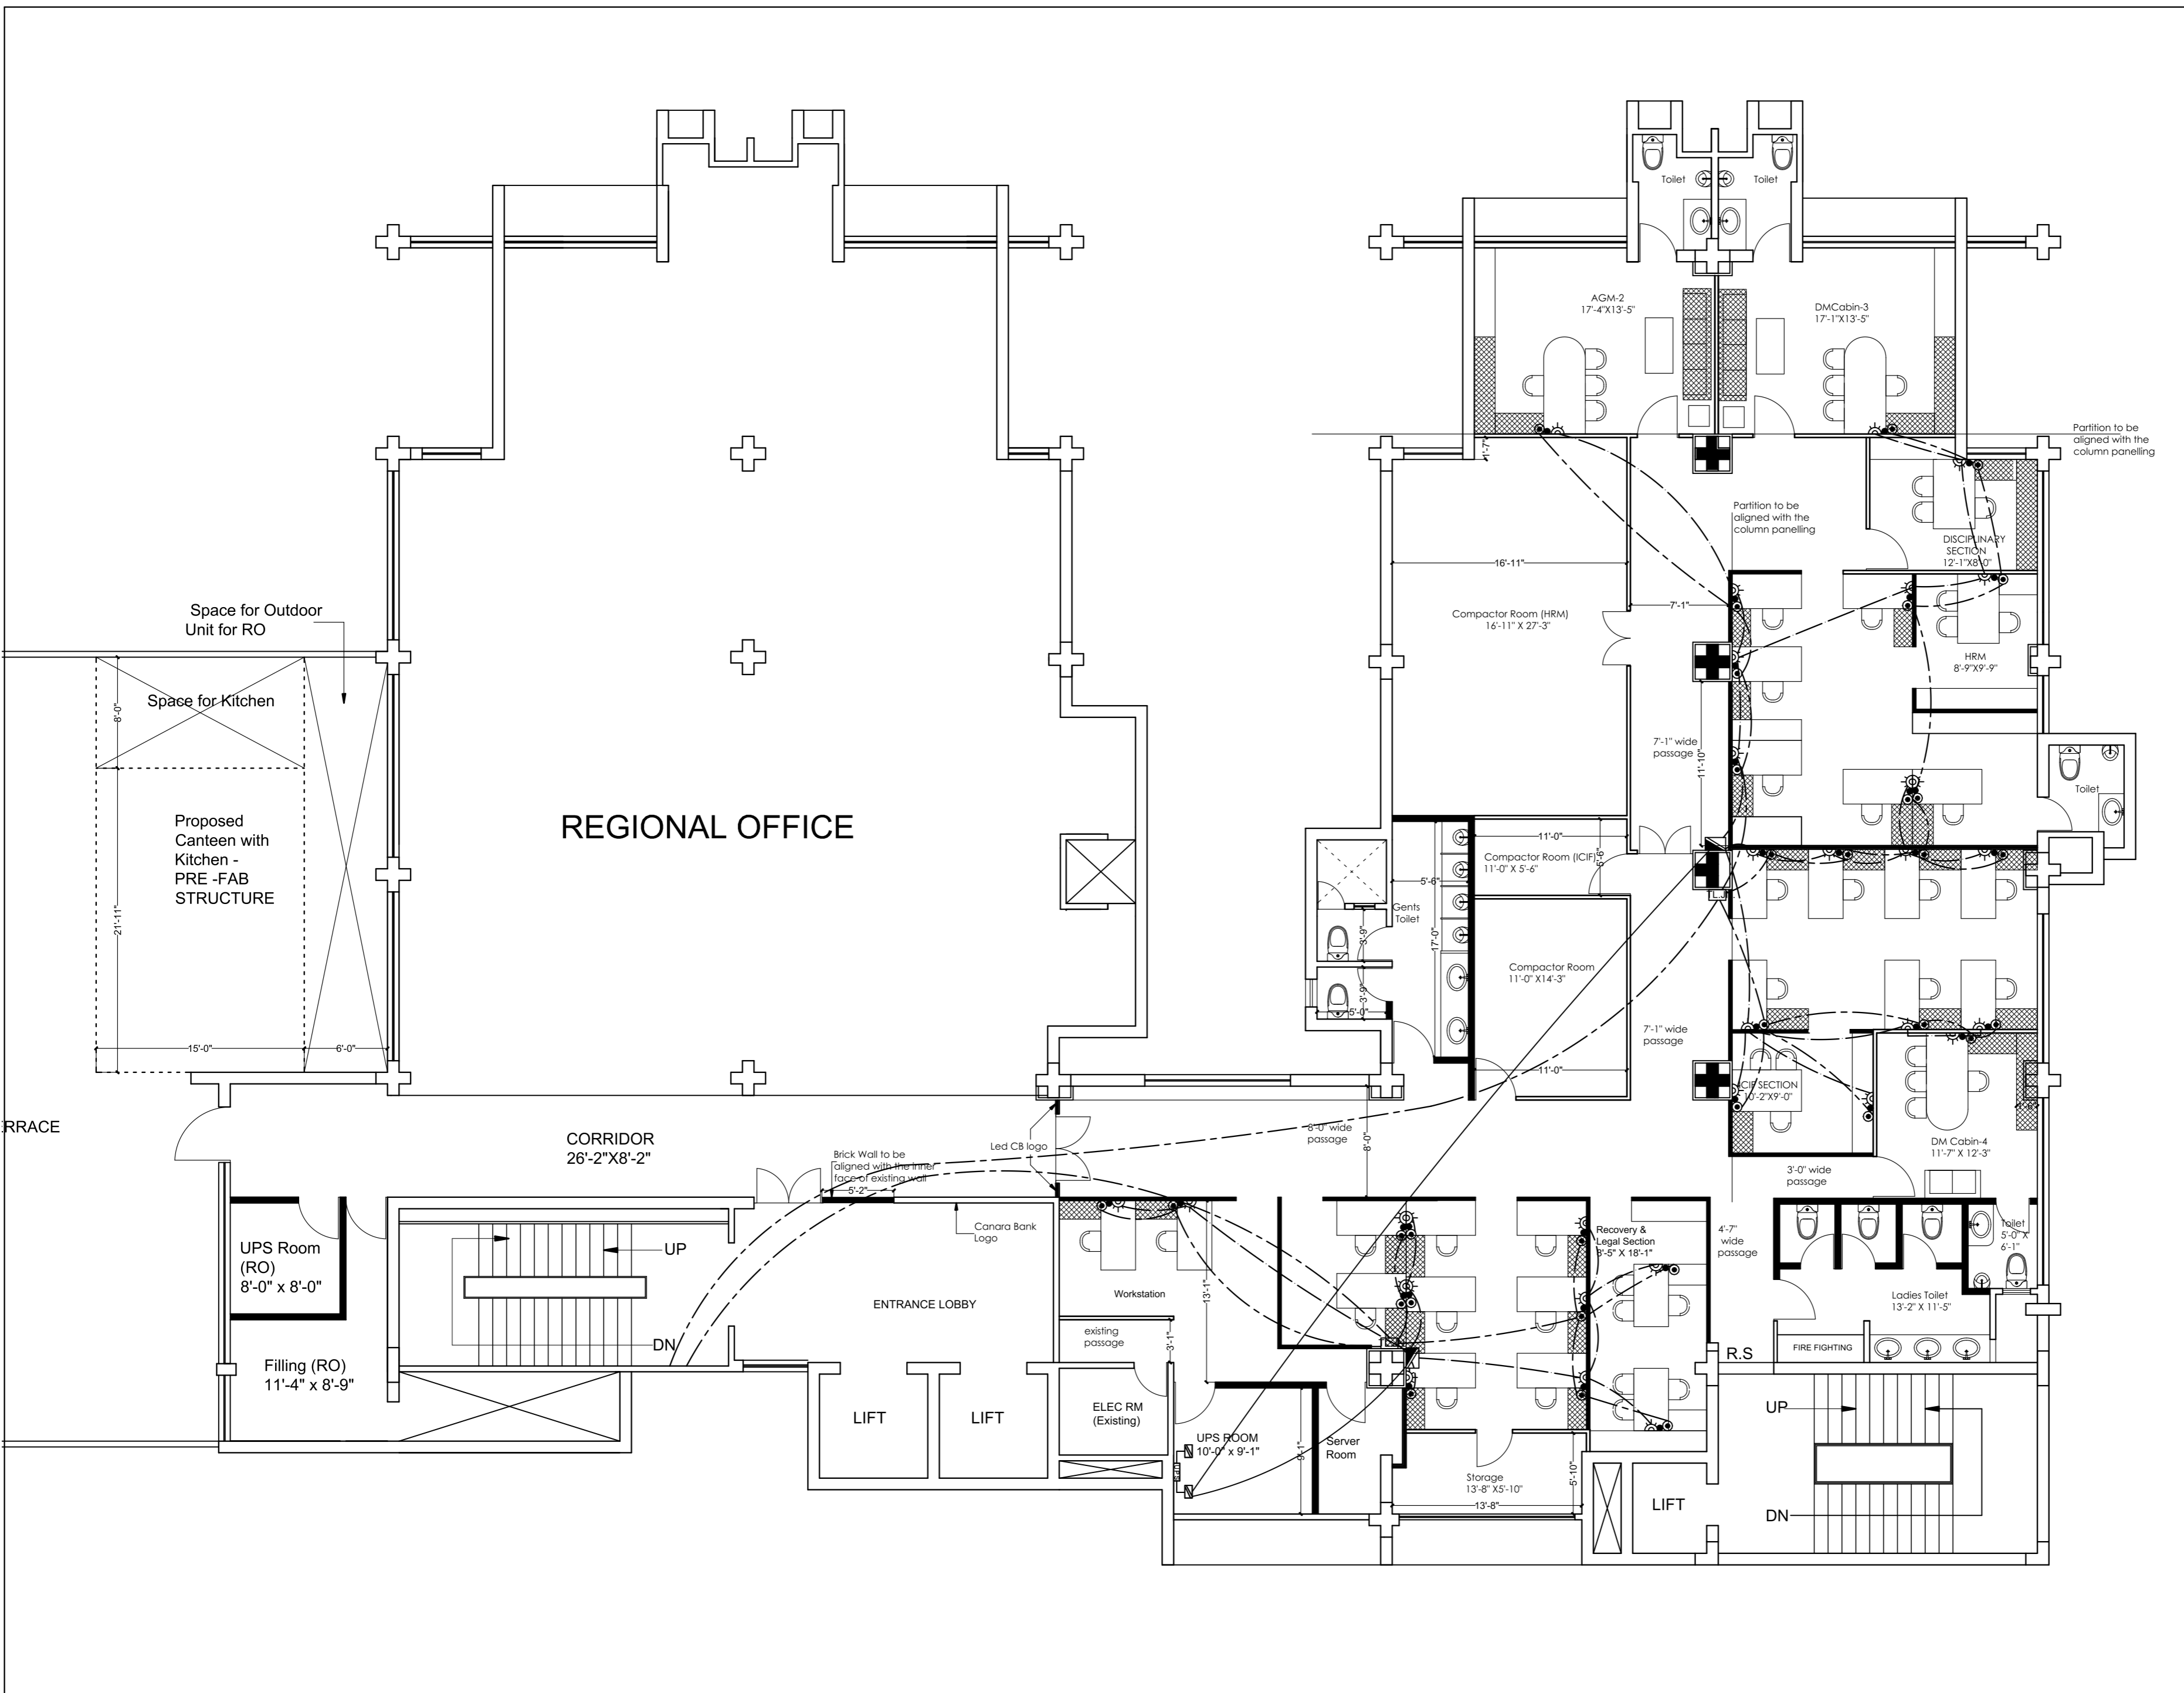 Toilet
Toilet
AGM-2
17'-4"X13'-5"
DMCabin-3
17'-1"X13'-5"
Partition to be
aligned with the
column panelling
1'-7"
Partition to be
aligned with the
column panelling
DISCIPLINARY
SECTION
12'-1"X8'-0"
16'-11"
7'-1"
Compactor Room (HRM)
16'-11" X 27'-3"
HRM
8'-9"X9'-9"
Space for Outdoor
Unit for RO
Space for Kitchen
8'-0"
7'-1" wide
passage
11'-10"
Toilet
REGIONAL OFFICE
Proposed
Canteen with
Kitchen -
PRE -FAB
STRUCTURE
21'-11"
11'-0"
Compactor Room (ICIF)
11'-0" X 5'-6"
5'-6"
5'-6"
Gents
Toilet
17'-0"
3'-9"
3'-9"
5'-0"
Compactor Room
11'-0" X14'-3"
7'-1" wide
passage
15'-0"
6'-0"
11'-0"
ICIF SECTION
10'-2"X9'-0"
RRACE
CORRIDOR
26'-2"X8'-2"
Brick Wall to be
aligned with the inner
face of existing wall
5'-2"
Led CB logo
8'-0" wide
passage
8'-0"
DM Cabin-4
11'-7" X 12'-3"
3'-0" wide
passage
Canara Bank
Logo
UPS Room
(RO)
8'-0" x 8'-0"
UP
DN
ENTRANCE LOBBY
Workstation
13'-1"
existing
passage
3'-1"
Recovery &
Legal Section
8'-5" X 18'-1"
4'-7"
wide
passage
Toilet
5'-0" X
6'-1"
Ladies Toilet
13'-2" X 11'-5"
FIRE FIGHTING
R.S
Filling (RO)
11'-4" x 8'-9"
LIFT
LIFT
ELEC RM
(Existing)
UPS ROOM
10'-0" x 9'-1"
9'-1"
UPS
Server
Room
Storage
13'-8" X5'-10"
5'-10"
13'-8"
LIFT
UP
DN